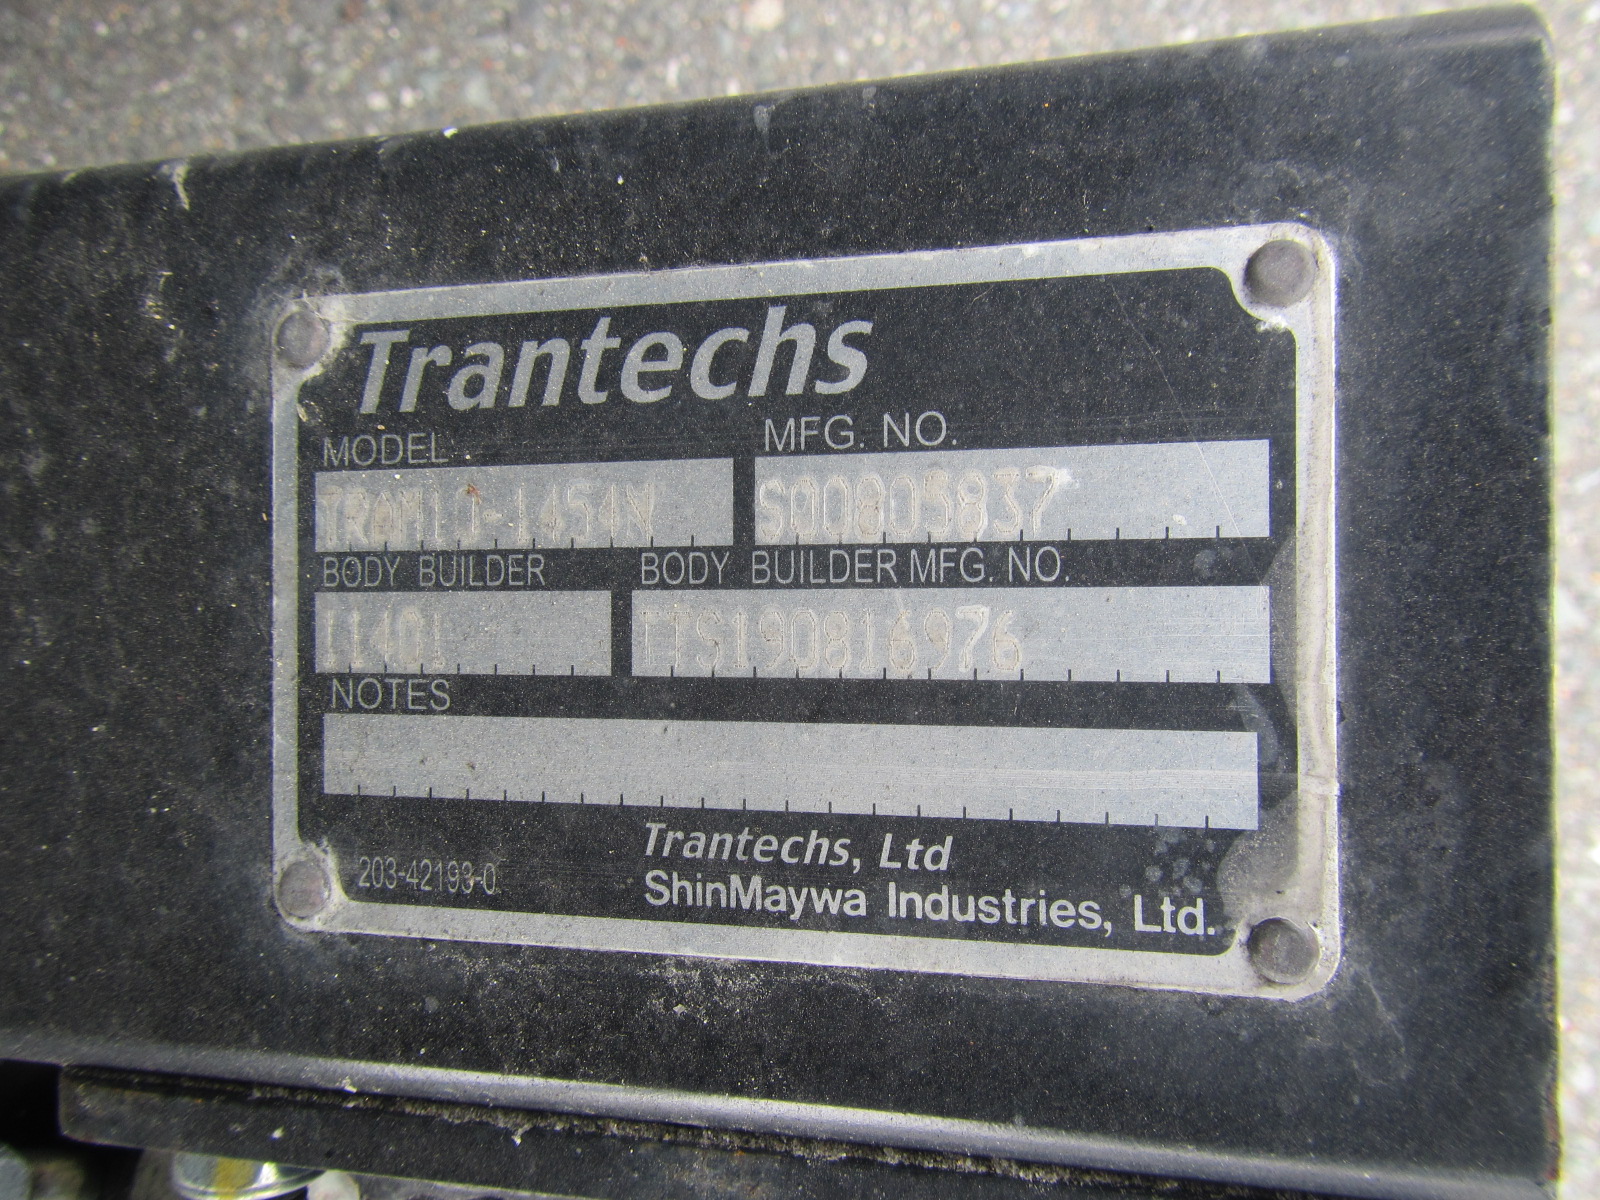 Trantechs
MODEL MFG. NO.
TRAM10-1454N S00805837
BODY BUILDER BODY BUILDER MFG. NO.
11401 TTS190816976
NOTES
203-42193-0
Trantechs, Ltd
ShinMaywa Industries, Ltd.